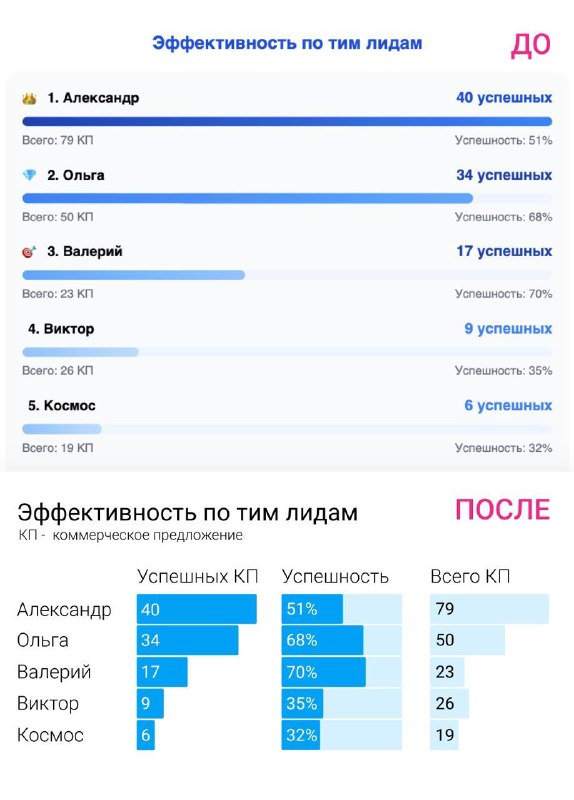 Эффективность по тим лидам ДО
1. Александр 40 успешных
Всего: 79 КП Успешность: 51%
2. Ольга 34 успешных
Всего: 50 КП Успешность: 68%
3. Валерий 17 успешных
Всего: 23 КП Успешность: 70%
4. Виктор 9 успешных
Всего: 26 КП Успешность: 35%
5. Космос 6 успешных
Всего: 19 КП Успешность: 32%
Эффективность по тим лидам ПОСЛЕ
КП - коммерческое предложение
Успешных КП Успешность Всего КП
Александр 40 51% 79
Ольга 34 68% 50
Валерий 17 70% 23
Виктор 9 35% 26
Космос 6 32% 19